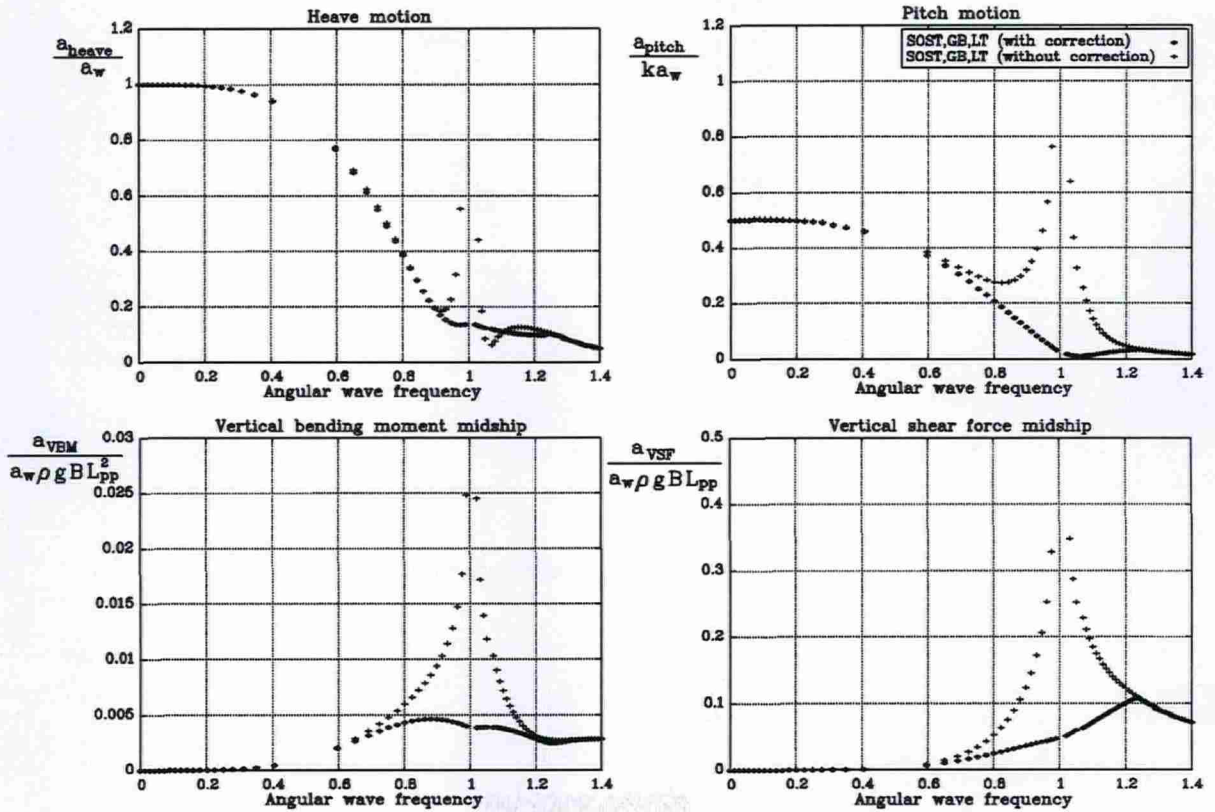 Heave motion
a_heave
a_w
1.2
1
0.8
0.6
0.4
0.2
0
0 0.2 0.4 0.6 0.8 1 1.2 1.4
Angular wave frequency
Pitch motion
a_pitch
ka_w
SOST,GB,LT (with correction)
SOST,GB,LT (without correction)
1.2
1
0.8
0.6
0.4
0.2
0
0 0.2 0.4 0.6 0.8 1 1.2 1.4
Angular wave frequency
Vertical bending moment midship
a_VBM
a_w ρ g B L_pp^2
0.03
0.025
0.02
0.015
0.01
0.005
0
0 0.2 0.4 0.6 0.8 1 1.2 1.4
Angular wave frequency
Vertical shear force midship
a_VSF
a_w ρ g B L_pp
0.5
0.4
0.3
0.2
0.1
0
0 0.2 0.4 0.6 0.8 1 1.2 1.4
Angular wave frequency